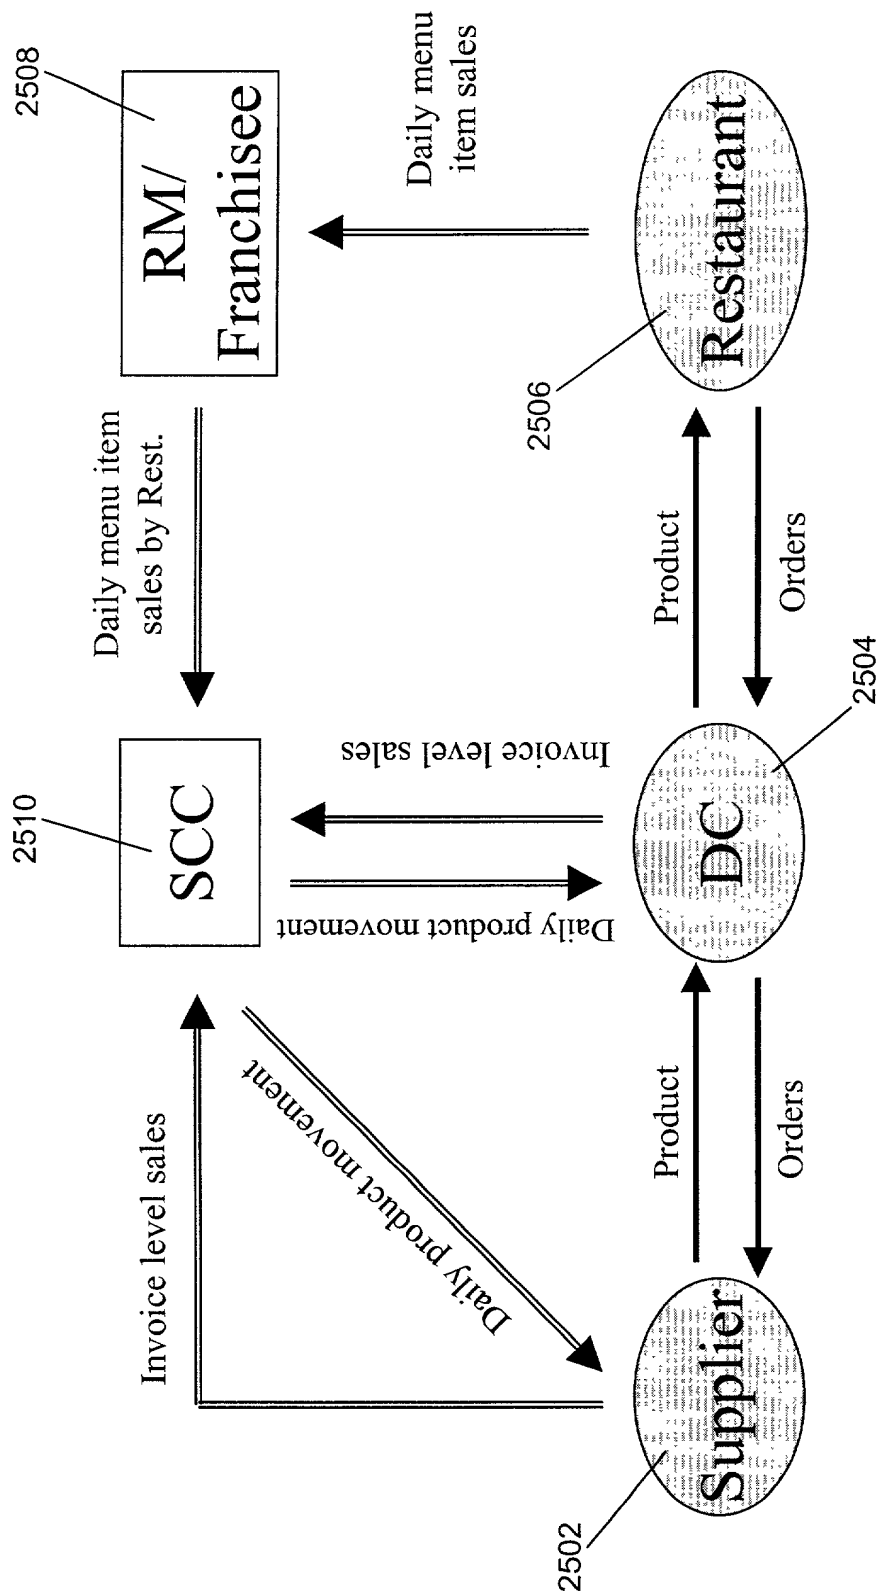 2508
RM/
Franchisee
Daily menu
item sales
2506
Restaurant
Daily menu item
sales by Rest.
Product
Orders
2510
SCC
Invoice level sales
Daily product movement
2504
DC
Invoice level sales
Daily product movement
Product
Orders
2502
Supplier